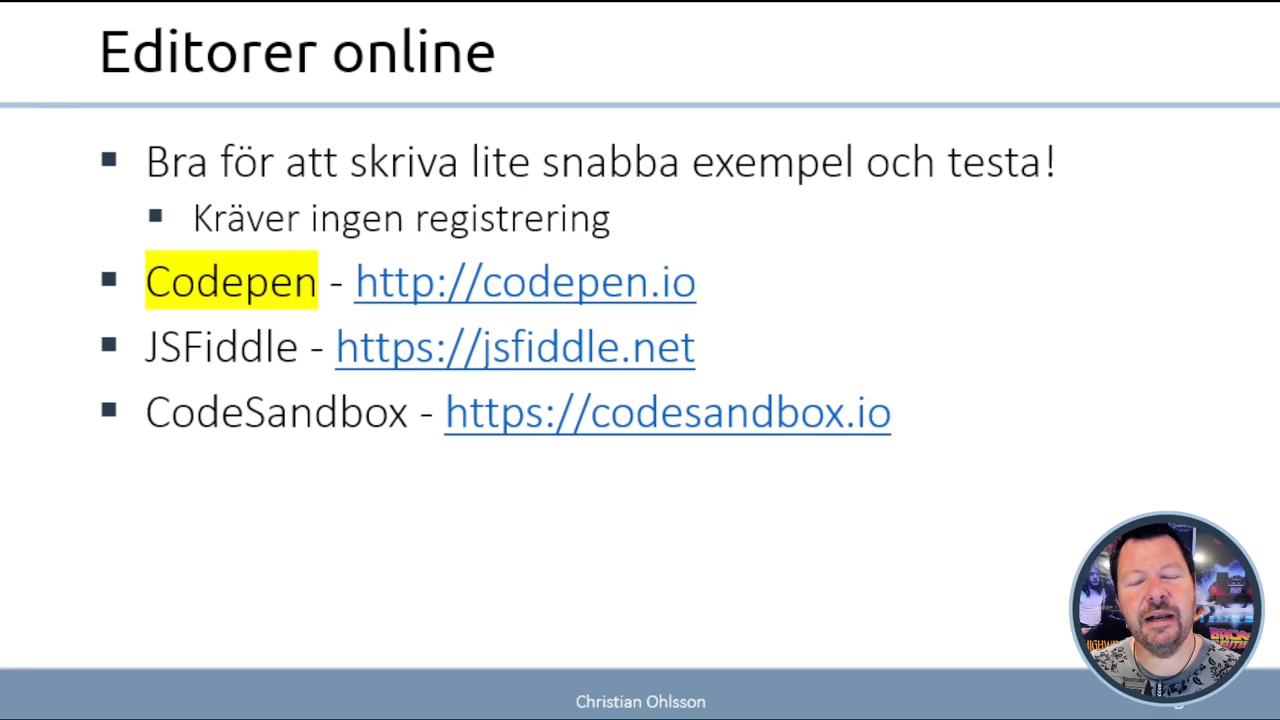 Editorer online
Bra för att skriva lite snabba exempel och testa!
Kräver ingen registrering
Codepen - http://codepen.io
JSFiddle - https://jsfiddle.net
CodeSandbox - https://codesandbox.io
BACK
Christian Ohlsson